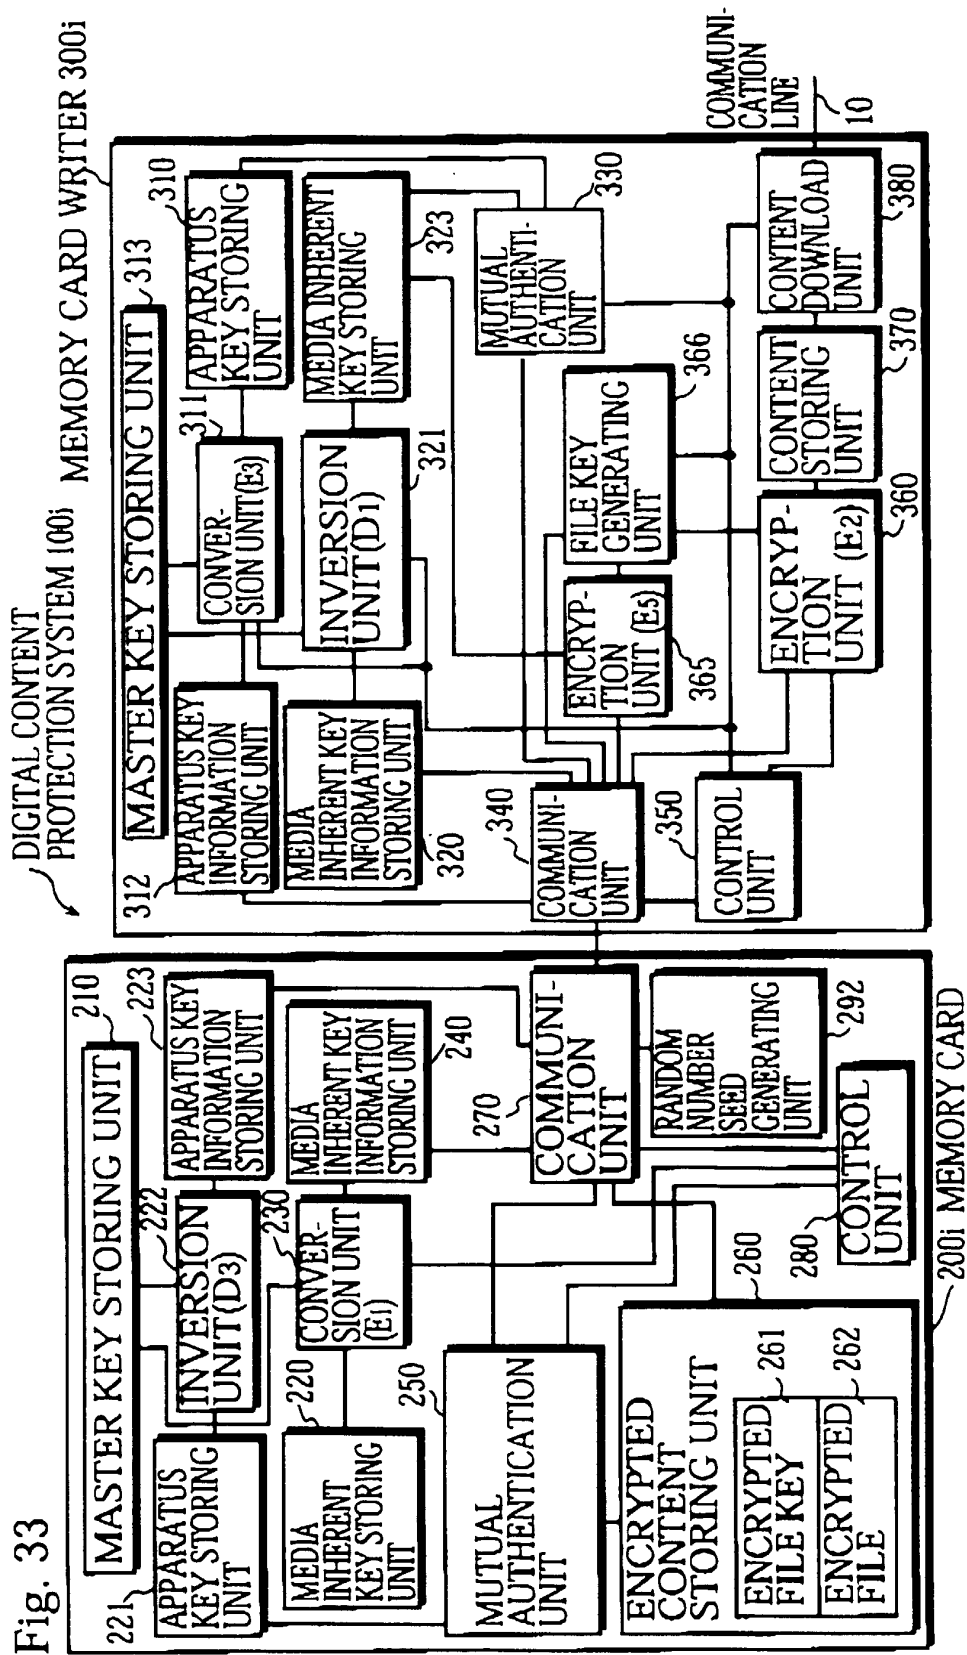 Fig. 33
DIGITAL CONTENT
PROTECTION SYSTEM 100i
MEMORY CARD WRITER 300i
210
MASTER KEY STORING UNIT
221
APPARATUS
KEY STORING
UNIT
222
INVERSION
UNIT(D3)
223
APPARATUS KEY
INFORMATION
STORING UNIT
220
MEDIA
INHERENT
KEY STORING
UNIT
230
CONVER-
SION UNIT
(E1)
240
MEDIA
INHERENT KEY
INFORMATION
STORING UNIT
250
MUTUAL
AUTHENTICATION
UNIT
270
COMMUNI-
CATION
UNIT
RANDOM
NUMBER
SEED
GENERATING
UNIT
292
260
ENCRYPTED
CONTENT
STORING UNIT
ENCRYPTED
FILE KEY
261
ENCRYPTED
FILE
262
280
CONTROL
UNIT
200i MEMORY CARD
313
MASTER KEY STORING UNIT
312
APPARATUS KEY
INFORMATION
STORING UNIT
311
CONVER-
SION UNIT(E3)
310
APPARATUS
KEY STORING
UNIT
MEDIA
INHERENT KEY
INFORMATION
STORING UNIT
320
INVERSION
UNIT(D1)
321
MEDIA INHERENT
KEY STORING
UNIT
323
340
COMMUNI-
CATION
UNIT
MUTUAL
AUTHENTI-
CATION
UNIT
330
ENCRYP-
TION
UNIT (E5)
365
FILE KEY
GENERATING
UNIT
366
350
CONTROL
UNIT
ENCRYP-
TION
UNIT (E2)
360
CONTENT
STORING
UNIT
370
CONTENT
DOWNLOAD
UNIT
380
COMMUNI-
CATION
LINE
10